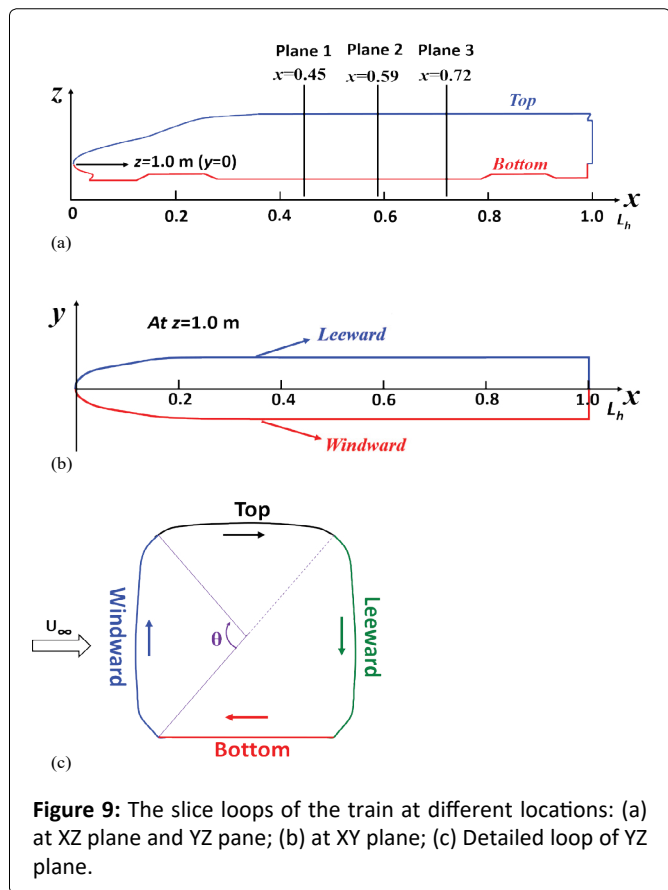 Plane 1 Plane 2 Plane 3
x=0.45 x=0.59 x=0.72
z
Top
z=1.0 m (y=0)
Bottom
x
0 0.2 0.4 0.6 0.8 1.0
L_h
(a)
y
At z=1.0 m
Leeward
0.2 0.4 0.6 0.8 1.0 x
0
L_h
Windward
(b)
Top
Windward
U∞
θ
Leeward
Bottom
(c)
Figure 9: The slice loops of the train at different locations: (a)
at XZ plane and YZ pane; (b) at XY plane; (c) Detailed loop of YZ
plane.